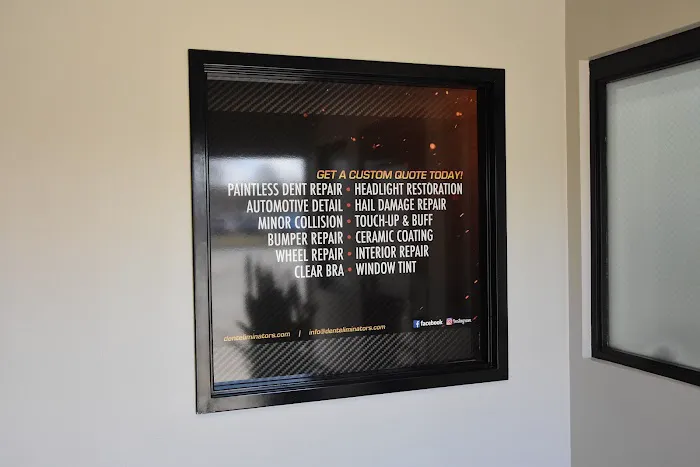 GET A CUSTOM QUOTE TODAY!
PAINTLESS DENT REPAIR • HEADLIGHT RESTORATION
AUTOMOTIVE DETAIL • HAIL DAMAGE REPAIR
MINOR COLLISION • TOUCH-UP & BUFF
BUMPER REPAIR • CERAMIC COATING
WHEEL REPAIR • INTERIOR REPAIR
CLEAR BRA • WINDOW TINT
denteliminators.com / info@denteliminators.com facebook Instagram